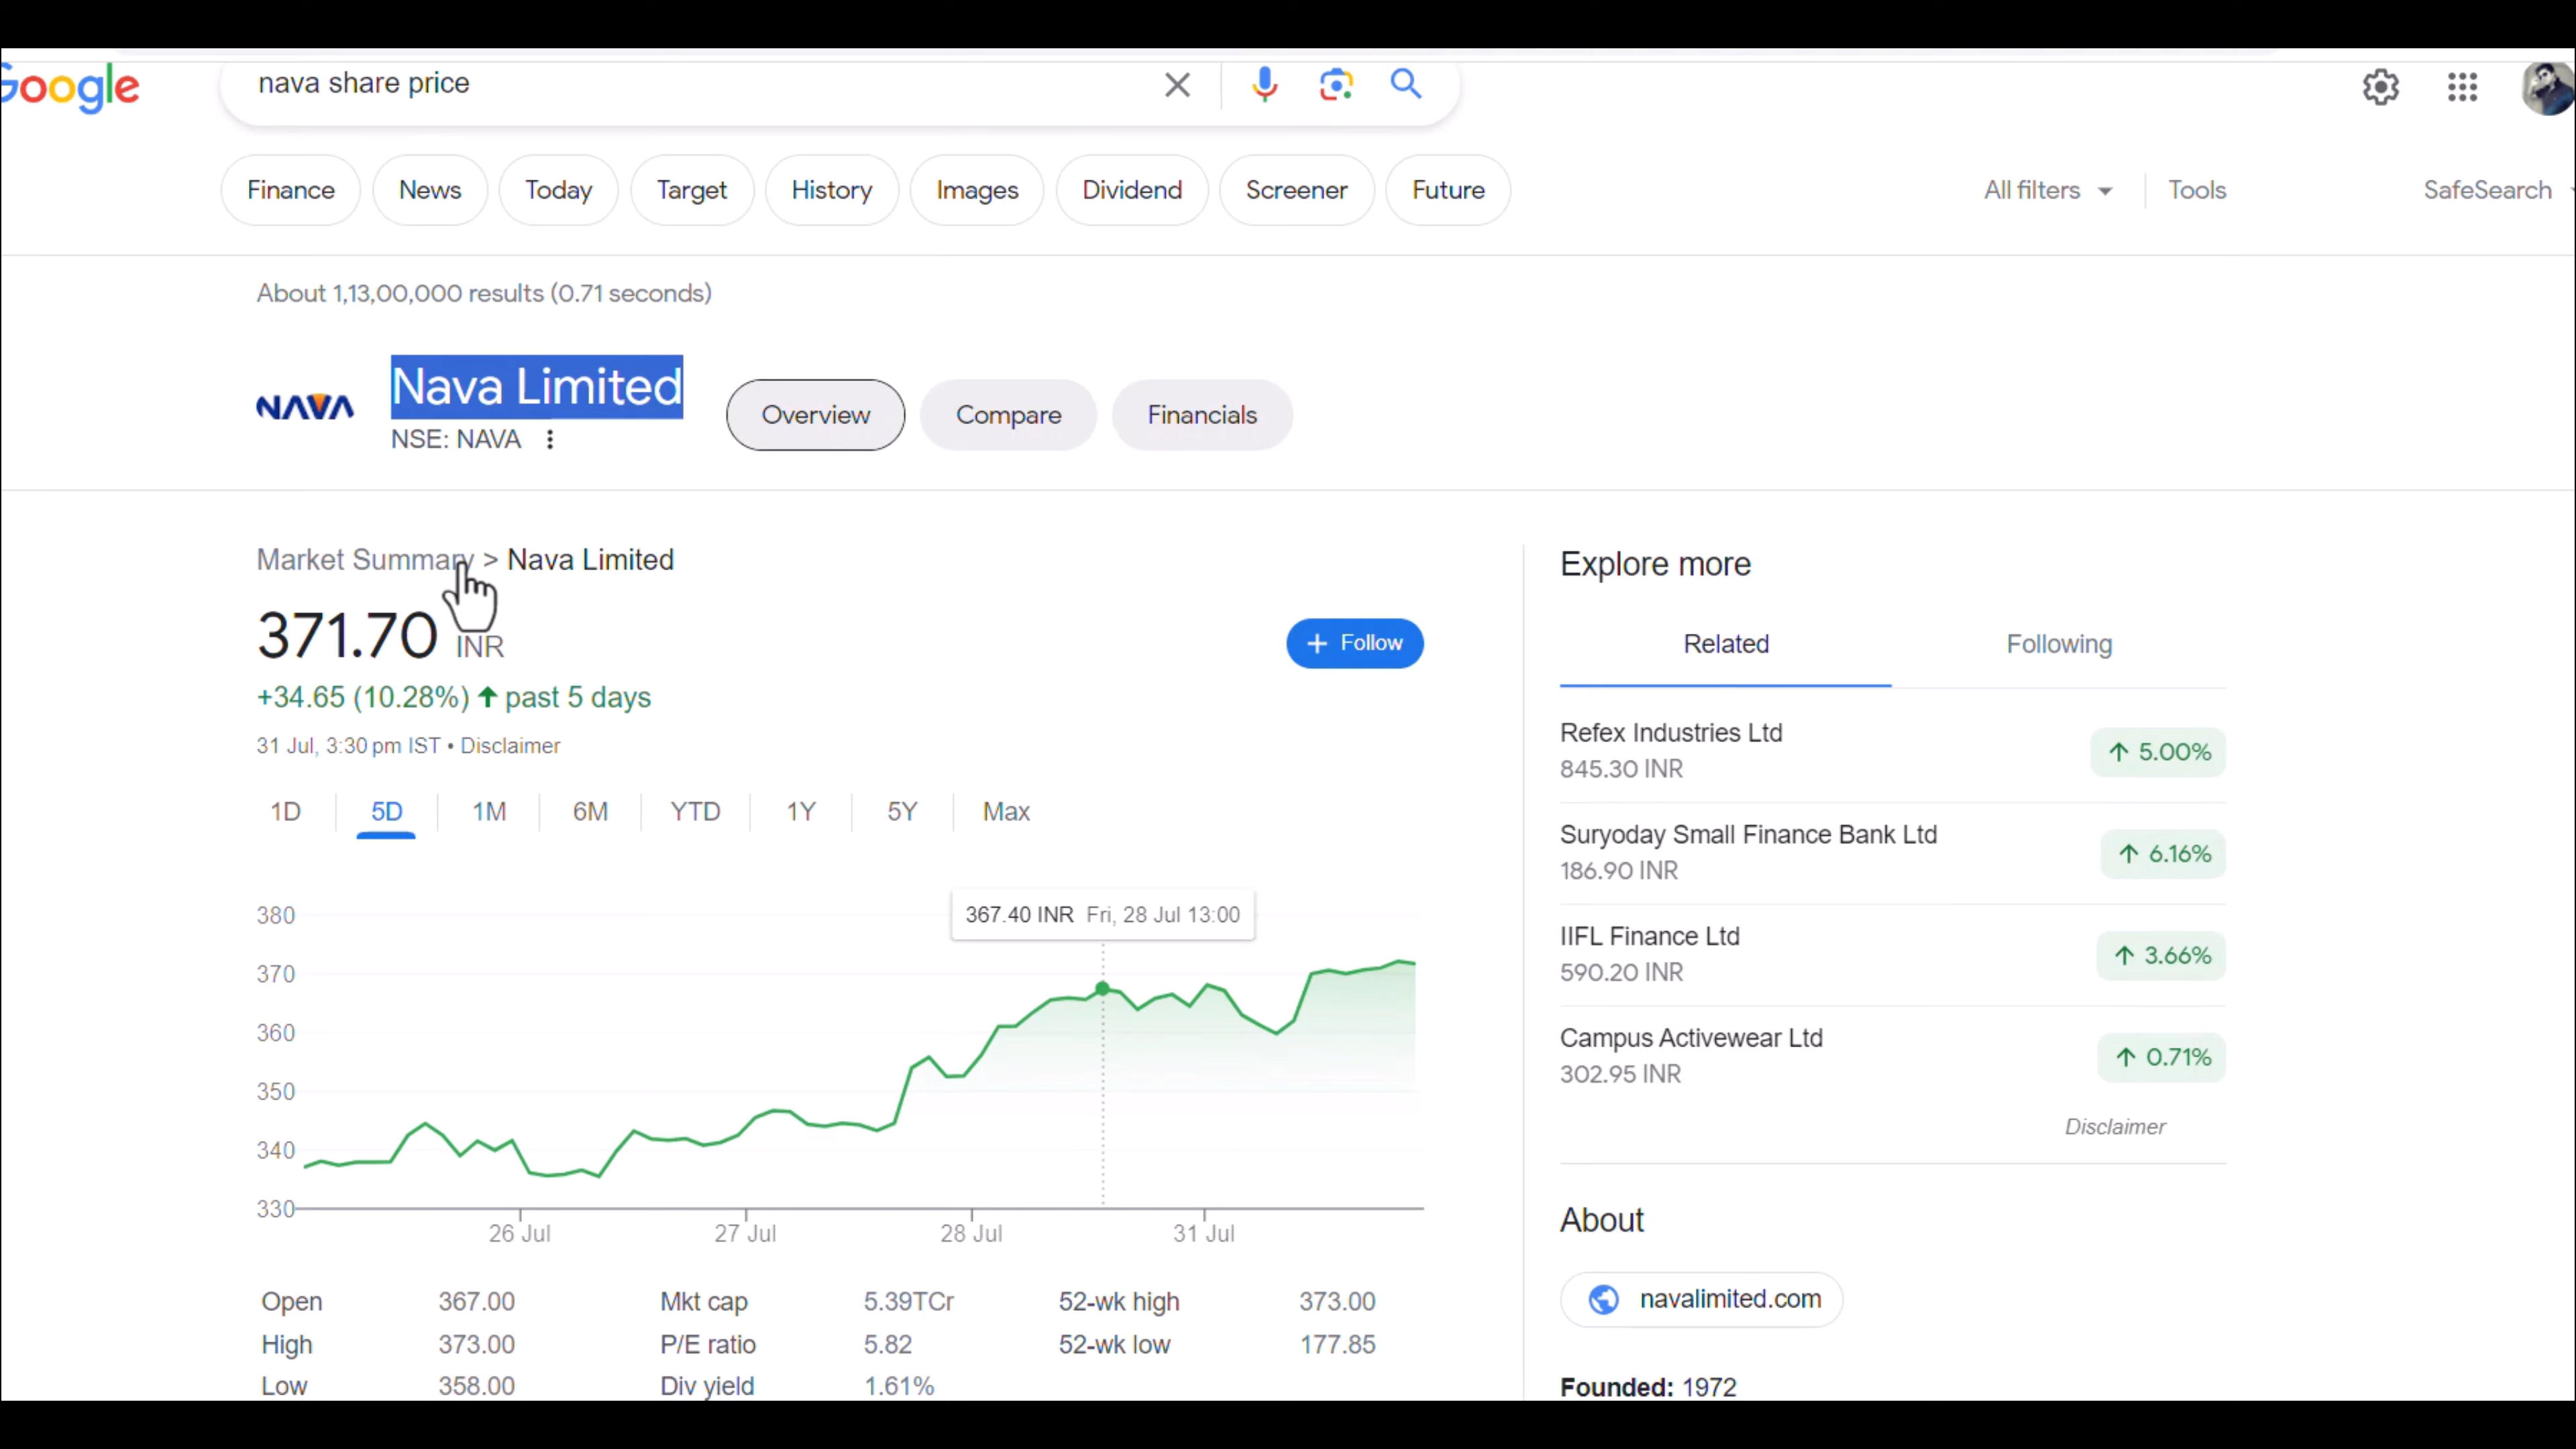 Google
nava share price
Finance
News
Today
Target
History
Images
Dividend
Screener
Future
All filters
Tools
SafeSearch
About 1,13,00,000 results (0.71 seconds)
NAVA
Nava Limited
NSE: NAVA
Overview
Compare
Financials
Market Summary > Nava Limited
371.70 INR
+ Follow
+34.65 (10.28%) ↑ past 5 days
31 Jul, 3:30 pm IST • Disclaimer
1D 5D 1M 6M YTD 1Y 5Y Max
367.40 INR Fri, 28 Jul 13:00
380
370
360
350
340
330
26 Jul 27 Jul 28 Jul 31 Jul
Open 367.00 Mkt cap 5.39TCr 52-wk high 373.00
High 373.00 P/E ratio 5.82 52-wk low 177.85
Low 358.00 Div yield 1.61%
Explore more
Related Following
Refex Industries Ltd
845.30 INR
↑ 5.00%
Suryoday Small Finance Bank Ltd
186.90 INR
↑ 6.16%
IIFL Finance Ltd
590.20 INR
↑ 3.66%
Campus Activewear Ltd
302.95 INR
↑ 0.71%
Disclaimer
About
navalimited.com
Founded: 1972